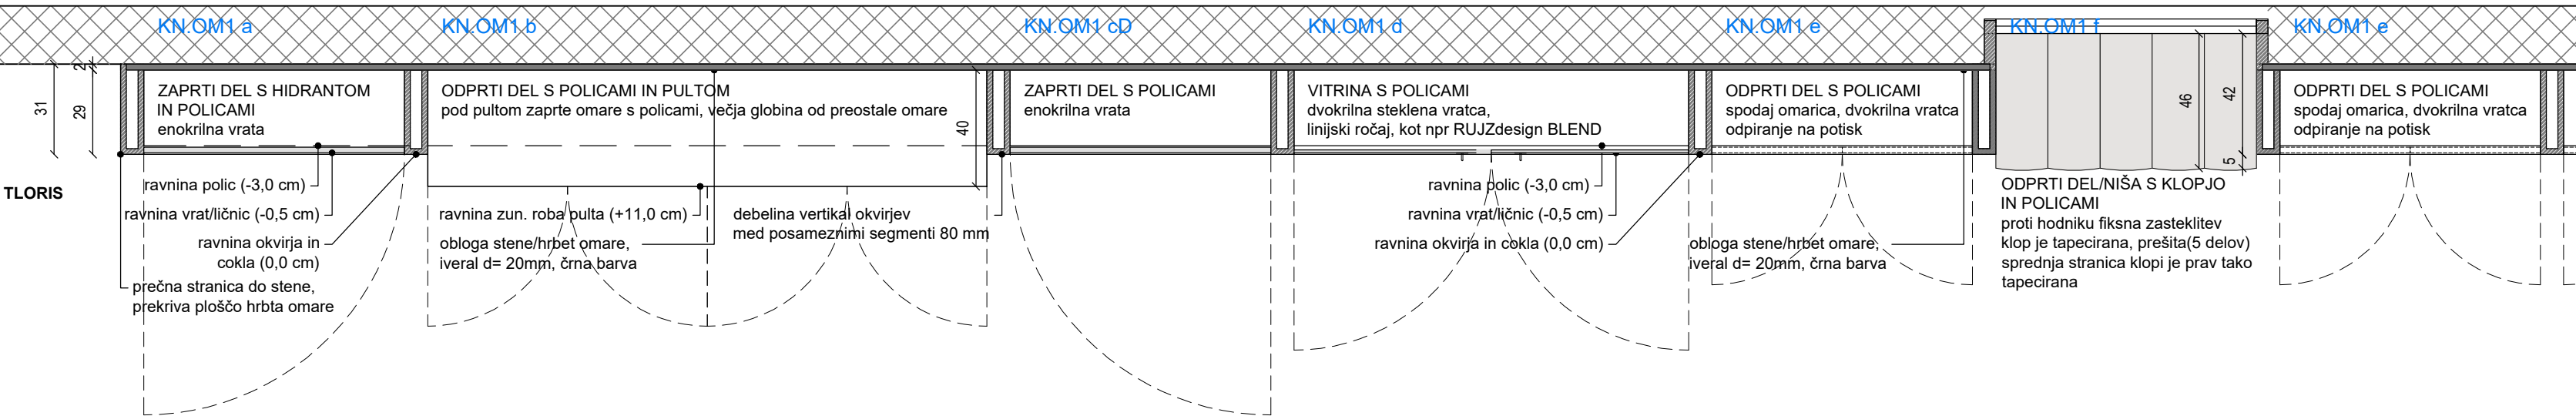 KN.OM1 a
KN.OM1 b
KN.OM1 cD
KN.OM1 d
KN.OM1 e
KN.OM1 f
KN.OM1 e
31
2
29
ZAPRTI DEL S HIDRANTOM
IN POLICAMI
enokrilna vrata
ODPRTI DEL S POLICAMI IN PULTOM
pod pultom zaprte omare s policami, večja globina od preostale omare
40
ZAPRTI DEL S POLICAMI
enokrilna vrata
VITRINA S POLICAMI
dvokrilna steklena vratca,
linijski ročaj, kot npr RUJZdesign BLEND
ODPRTI DEL S POLICAMI
spodaj omarica, dvokrilna vratca
odpiranje na potisk
46
42
5
ODPRTI DEL S POLICAMI
spodaj omarica, dvokrilna vratca
odpiranje na potisk
TLORIS
ravnina polic (-3,0 cm)
ravnina vrat/ličnic (-0,5 cm)
ravnina okvirja in
cokla (0,0 cm)
prečna stranica do stene,
prekriva ploščo hrbta omare
ravnina zun. roba pulta (+11,0 cm)
obloga stene/hrbet omare,
iveral d= 20mm, črna barva
debelina vertikal okvirjev
med posameznimi segmenti 80 mm
ravnina polic (-3,0 cm)
ravnina vrat/ličnic (-0,5 cm)
ravnina okvirja in cokla (0,0 cm)
obloga stene/hrbet omare,
iveral d= 20mm, črna barva
ODPRTI DEL/NIŠA S KLOPJO
IN POLICAMI
proti hodniku fiksna zasteklitev
klop je tapecirana, prešita(5 delov)
sprednja stranica klopi je prav tako
tapecirana